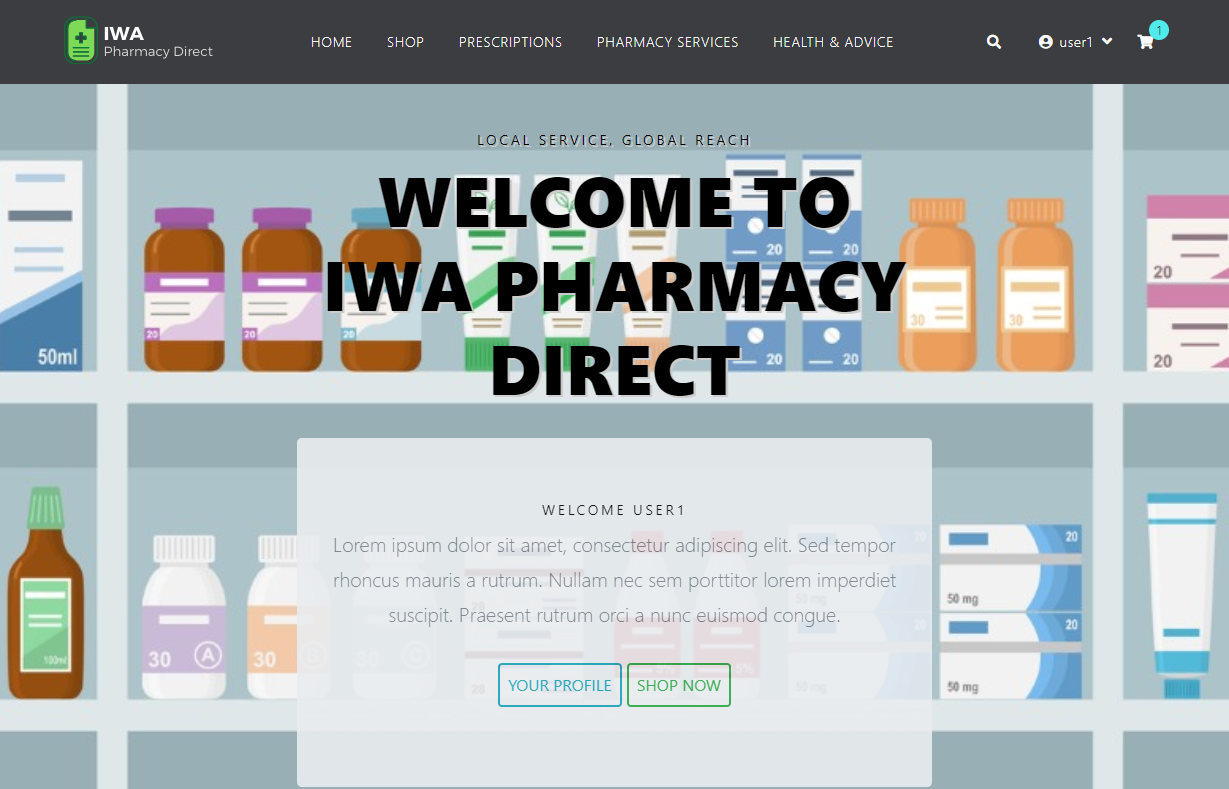 IWA
Pharmacy Direct
HOME SHOP PRESCRIPTIONS PHARMACY SERVICES HEALTH & ADVICE user1 1
LOCAL SERVICE, GLOBAL REACH
WELCOME TO
IWA PHARMACY
DIRECT
50ml
20 20 20
20 20
20 20
30 30
20
20
WELCOME USER1
Lorem ipsum dolor sit amet, consectetur adipiscing elit. Sed tempor
rhoncus mauris a rutrum. Nullam nec sem porttitor lorem imperdiet
suscipit. Praesent rutrum orci a nunc euismod congue.
YOUR PROFILE SHOP NOW
100ml
30 A
30
20
50 mg
20
50 mg